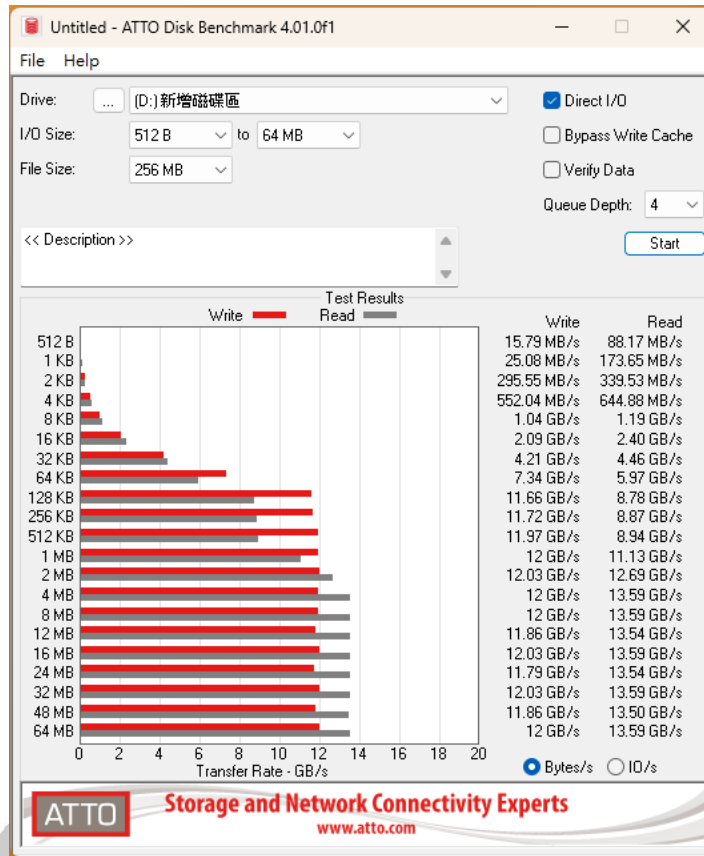 Untitled - ATTO Disk Benchmark 4.01.0f1
File Help
Drive: ... (D:)新增磁碟區
Direct I/O
I/O Size: 512 B to 64 MB
Bypass Write Cache
File Size: 256 MB
Verify Data
Queue Depth: 4
<< Description >>
Start
Test Results
Write Read
Write Read
512 B 15.79 MB/s 88.17 MB/s
1 KB 25.08 MB/s 173.65 MB/s
2 KB 295.55 MB/s 339.53 MB/s
4 KB 552.04 MB/s 644.88 MB/s
8 KB 1.04 GB/s 1.19 GB/s
16 KB 2.09 GB/s 2.40 GB/s
32 KB 4.21 GB/s 4.46 GB/s
64 KB 7.34 GB/s 5.97 GB/s
128 KB 11.66 GB/s 8.78 GB/s
256 KB 11.72 GB/s 8.87 GB/s
512 KB 11.97 GB/s 8.94 GB/s
1 MB 12 GB/s 11.13 GB/s
2 MB 12.03 GB/s 12.69 GB/s
4 MB 12 GB/s 13.59 GB/s
8 MB 12 GB/s 13.59 GB/s
12 MB 11.86 GB/s 13.54 GB/s
16 MB 12.03 GB/s 13.59 GB/s
24 MB 11.79 GB/s 13.54 GB/s
32 MB 12.03 GB/s 13.59 GB/s
48 MB 11.86 GB/s 13.50 GB/s
64 MB 12 GB/s 13.59 GB/s
0 2 4 6 8 10 12 14 16 18 20
Transfer Rate - GB/s
Bytes/s IO/s
ATTO
Storage and Network Connectivity Experts
www.atto.com